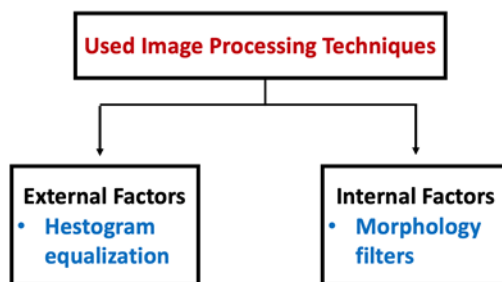 Used Image Processing Techniques
External Factors
• Hestogram
equalization
Internal Factors
• Morphology
filters